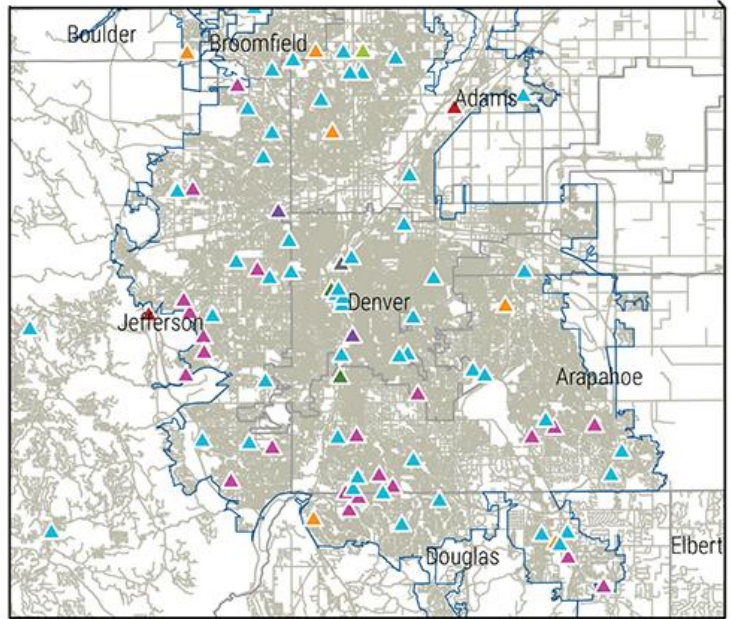 Boulder
Broomfield
Adams
Denver
Jefferson
Arapahoe
Douglas
Elbert